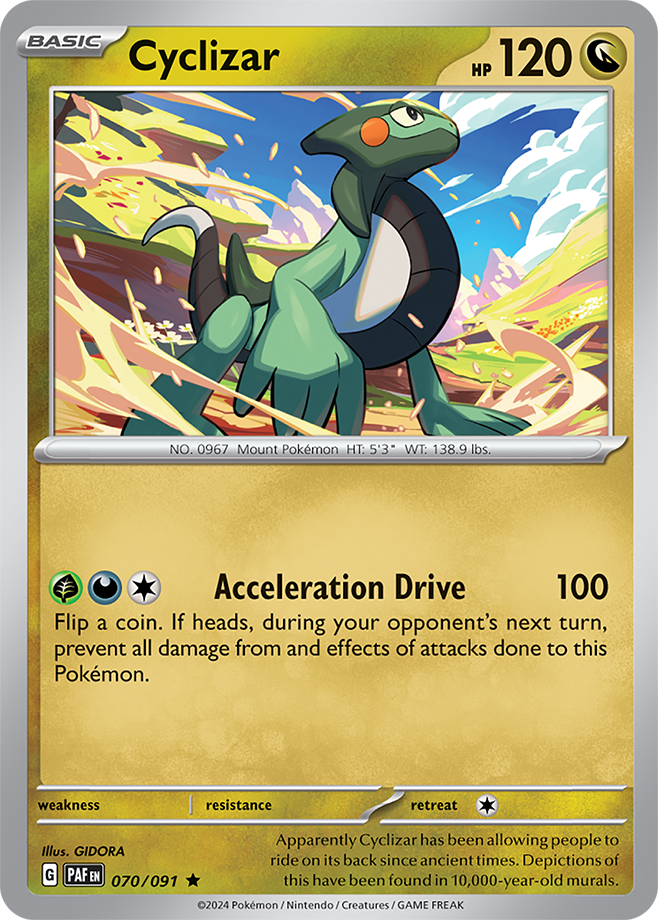 BASIC Cyclizar HP 120
NO. 0967 Mount Pokémon HT: 5'3" WT: 138.9 lbs.
Acceleration Drive 100
Flip a coin. If heads, during your opponent's next turn,
prevent all damage from and effects of attacks done to this
Pokémon.
weakness resistance retreat
Illus. GIDORA
Apparently Cyclizar has been allowing people to
ride on its back since ancient times. Depictions of
this have been found in 10,000-year-old murals.
G PAF EN 070/091 ★
©2024 Pokémon / Nintendo / Creatures / GAME FREAK